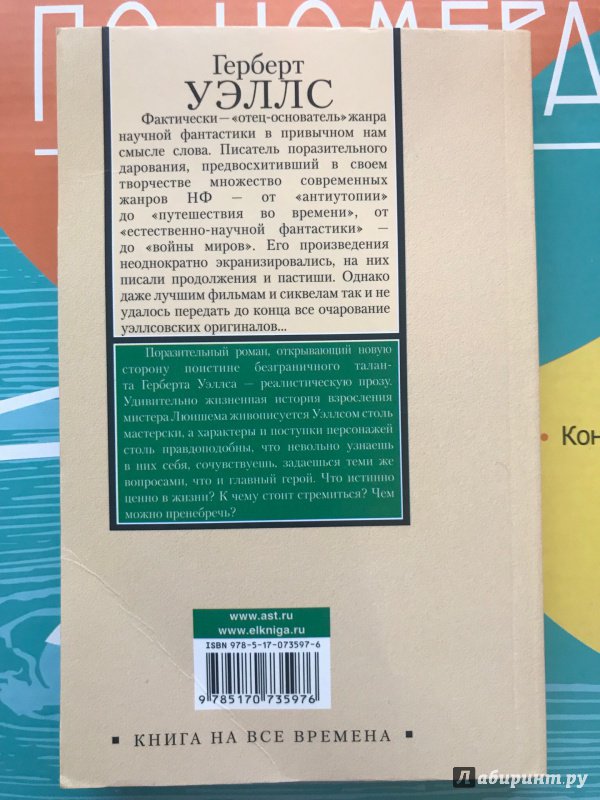 ПО НОМЕРА
Д
Герберт
УЭЛЛС
Фактически — «отец-основатель» жанра
научной фантастики в привычном нам
смысле слова. Писатель поразительного
дарования, предвосхитивший в своем
творчестве множество современных
жанров НФ — от «антиутопии»
до «путешествия во времени», от
«естественно-научной фантастики» —
до «войны миров». Его произведения
неоднократно экранизировались, на них
писали продолжения и пастиши. Однако
даже лучшим фильмам и сиквелам так и не
удалось передать до конца все очарование
уэллсовских оригиналов...
Поразительный роман, открывающий новую
сторону поистине безграничного талан-
та Герберта Уэллса — реалистическую прозу.
Удивительно жизненная история взросления
мистера Люишема живописуется Уэллсом столь
мастерски, а характеры и поступки персонажей
столь правдоподобны, что невольно узнаешь
в них себя, сочувствуешь, задаешься теми же
вопросами, что и главный герой. Что истинно
ценно в жизни? К чему стоит стремиться? Чем
можно пренебречь?
• Кон
www.ast.ru
www.elkniga.ru
ISBN 978-5-17-073597-6
9 785170 735976
▪ КНИГА НА ВСЕ ВРЕМЕНА ▪
Лабиринт.ру